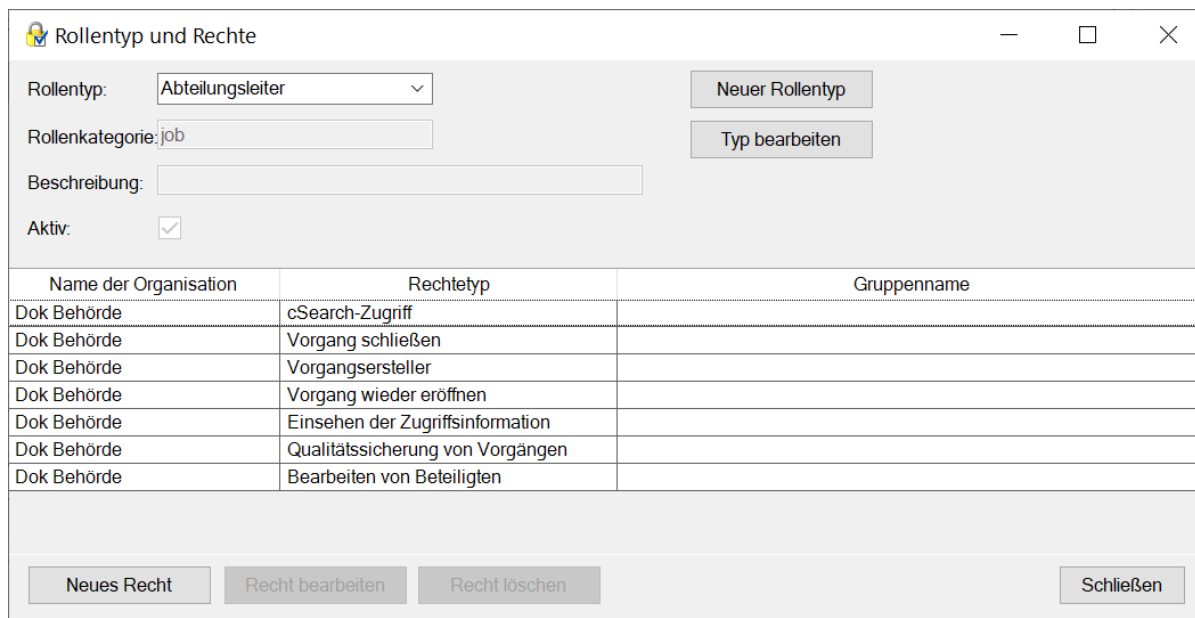 Rollentyp und Rechte
Rollentyp: Abteilungsleiter Neuer Rollentyp
Rollenkategorie: job Typ bearbeiten
Beschreibung:
Aktiv:
Name der Organisation Rechtetyp Gruppenname
Dok Behörde cSearch-Zugriff
Dok Behörde Vorgang schließen
Dok Behörde Vorgangsersteller
Dok Behörde Vorgang wieder eröffnen
Dok Behörde Einsehen der Zugriffsinformation
Dok Behörde Qualitätssicherung von Vorgängen
Dok Behörde Bearbeiten von Beteiligten
Neues Recht Recht bearbeiten Recht löschen Schließen